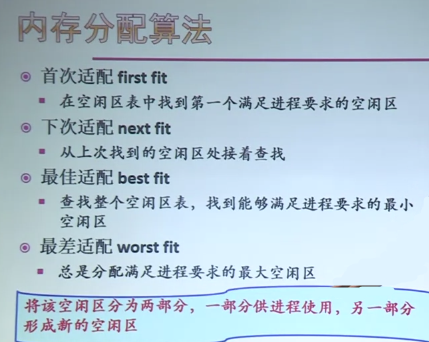 内存分配算法
首次适配 first fit
在空闲区表中找到第一个满足进程要求的空闲区
下次适配 next fit
从上次找到的空闲区处接着查找
最佳适配 best fit
查找整个空闲区表，找到能够满足进程要求的最小
空闲区
最差适配 worst fit
总是分配满足进程要求的最大空闲区
将该空闲区分为两部分，一部分供进程使用，另一部分
形成新的空闲区